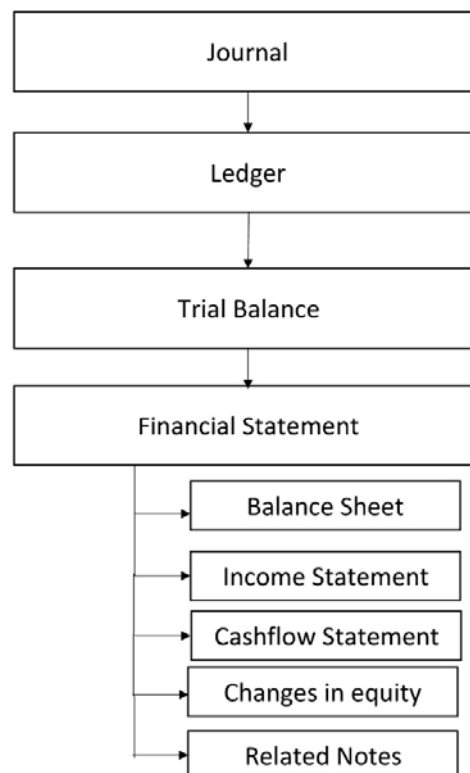 Journal
Ledger
Trial Balance
Financial Statement
Balance Sheet
Income Statement
Cashflow Statement
Changes in equity
Related Notes